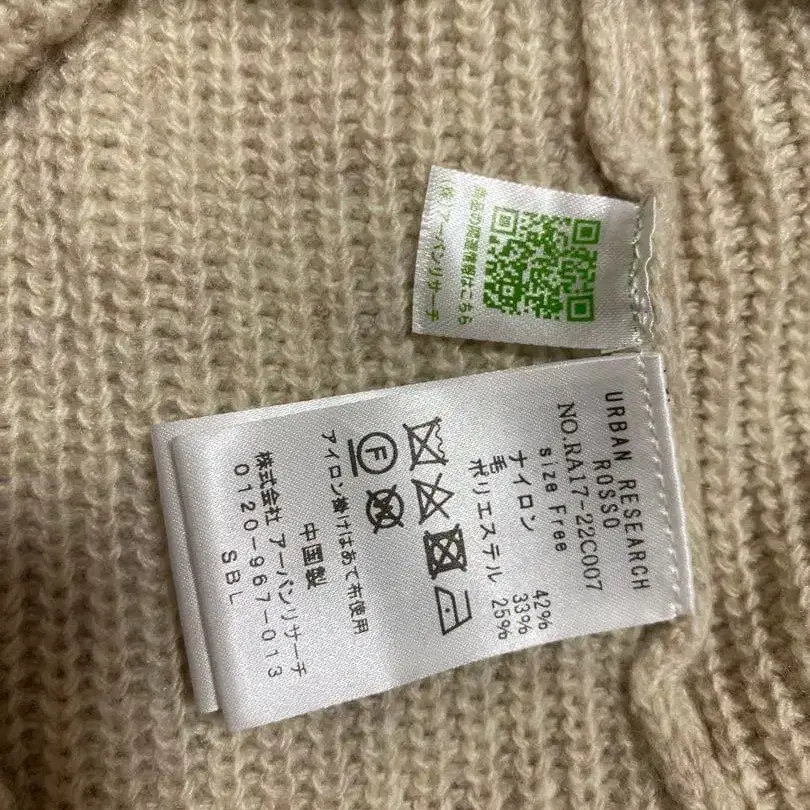 商品の関連情報はこちら
(株)アーバンリサーチ
URBAN RESEARCH
ROSSO
NO.RA17-22C007
size Free
ナイロン 42%
毛 33%
ポリエステル 25%
F
アイロン掛けはあて布使用
中国製
株式会社 アーバンリサーチ
0120-967-013
SBL